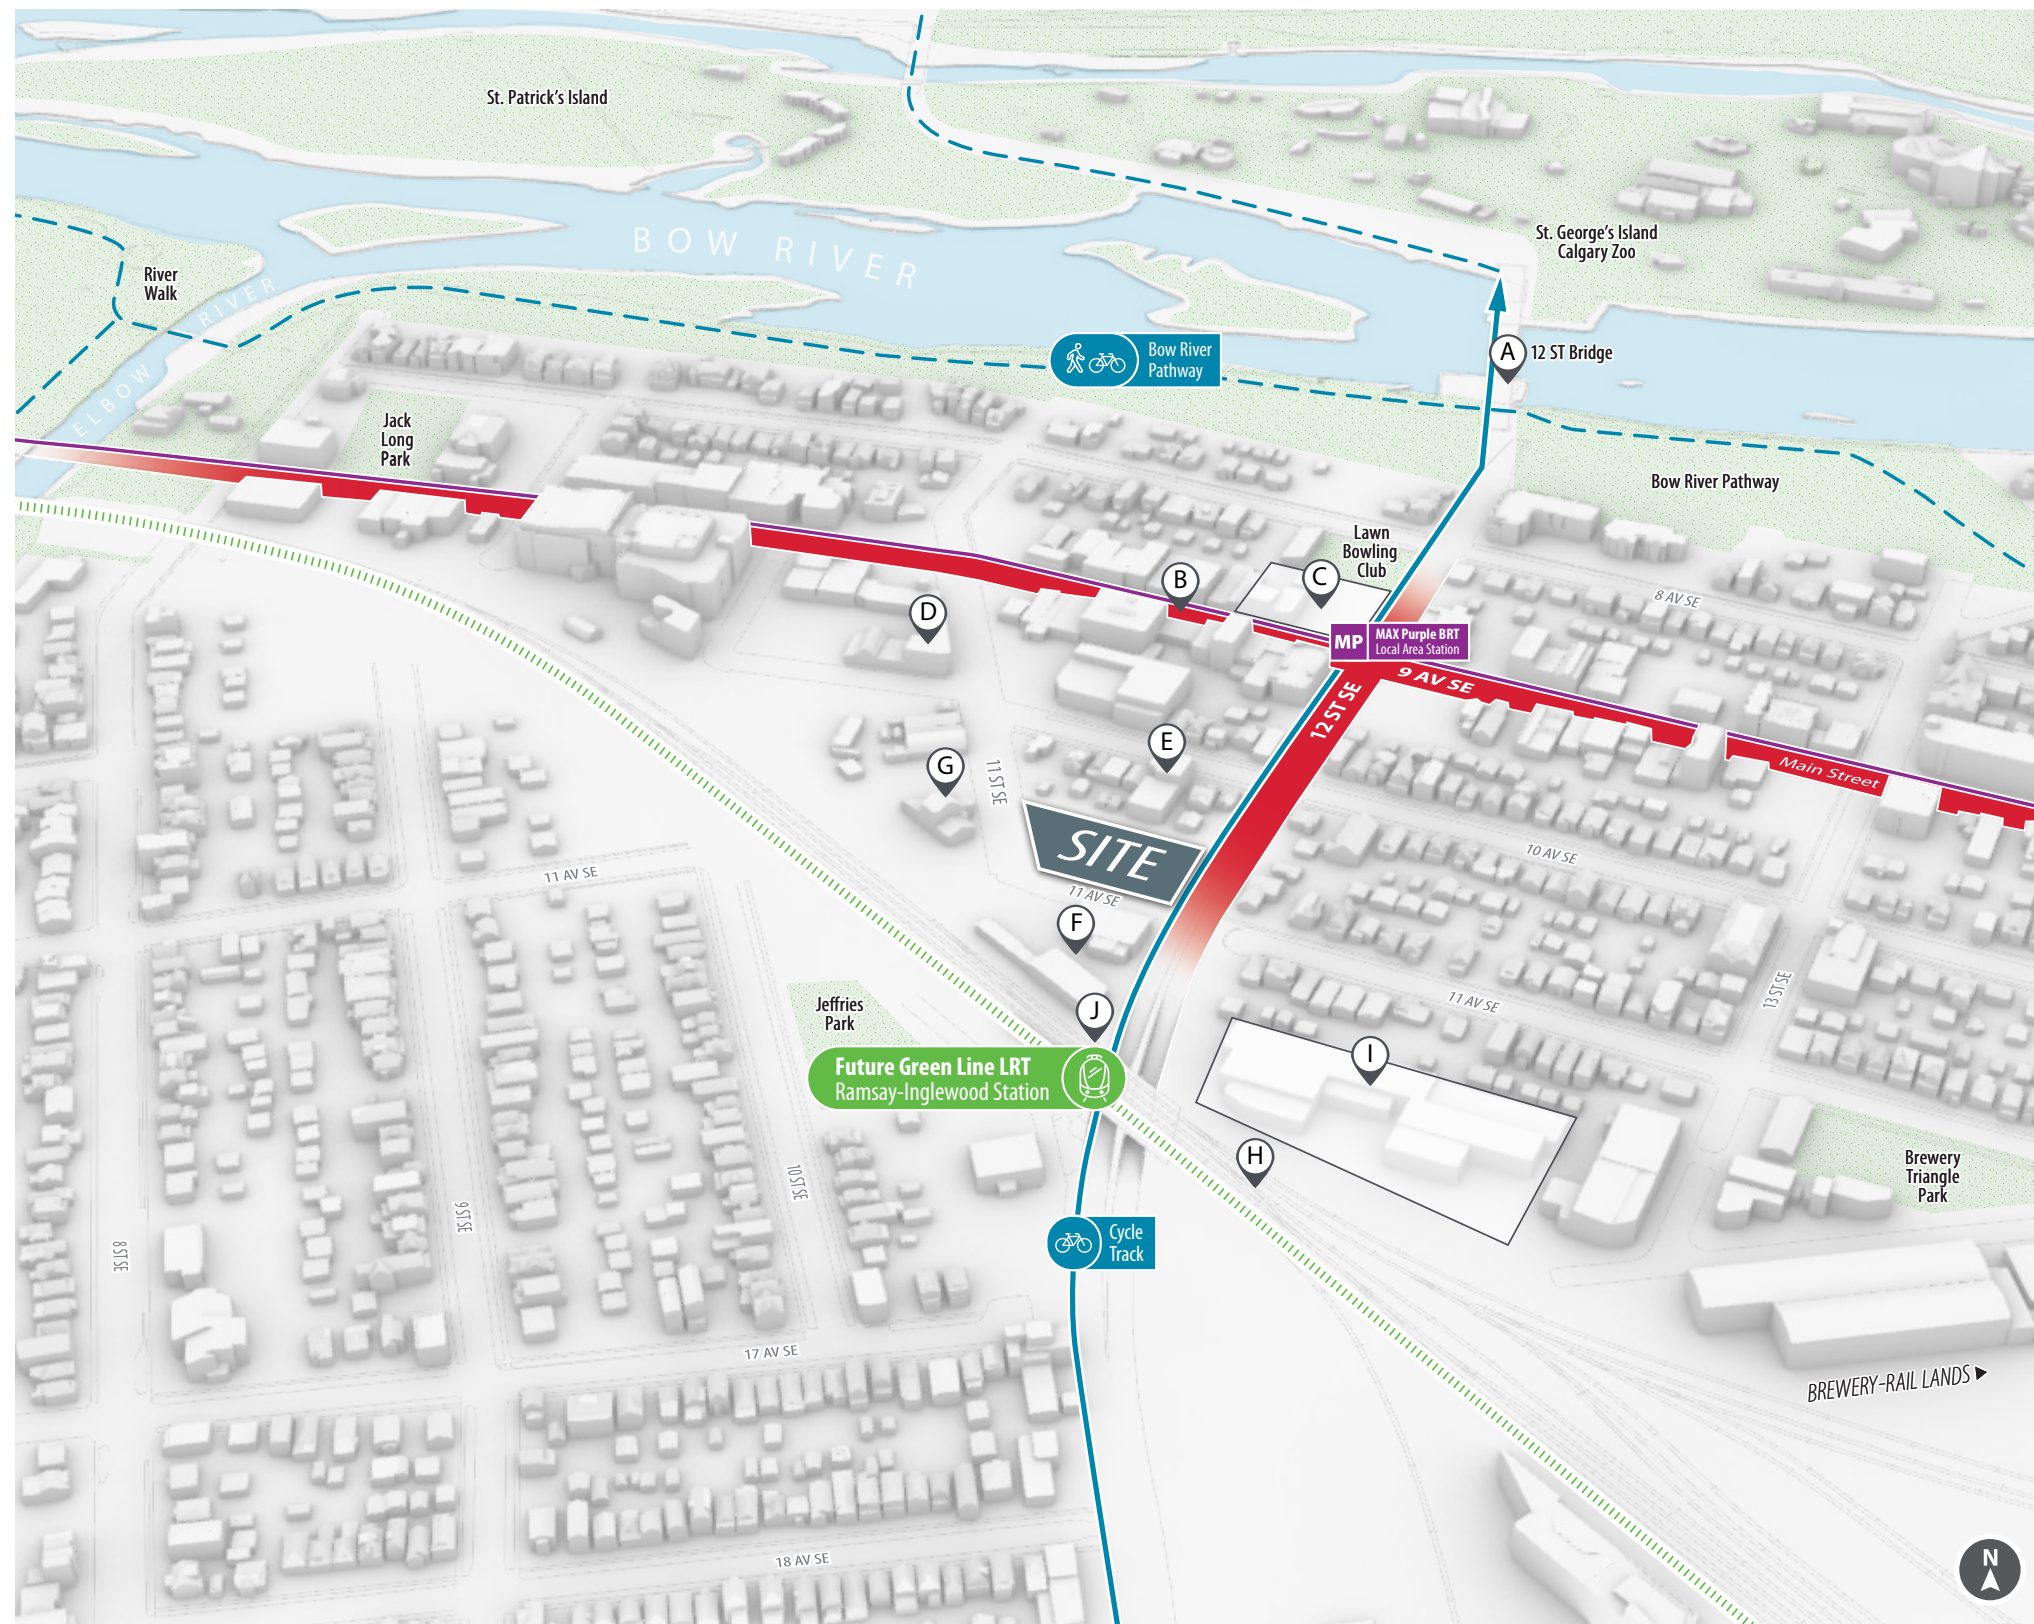 St. Patrick's Island
St. George's Island
Calgary Zoo
BOW RIVER
River
Walk
ELBOW RIVER
Bow River
Pathway
A
12 ST Bridge
Jack
Long
Park
Bow River Pathway
Lawn
Bowling
Club
B
C
8 AV SE
D
MP
MAX Purple BRT
Local Area Station
9 AV SE
12 ST SE
E
G
11 ST SE
Main Street
SITE
10 AV SE
11 AV SE
11 AV SE
F
13 ST SE
11 AV SE
Jeffries
Park
J
I
Future Green Line LRT
Ramsay-Inglewood Station
H
Brewery
Triangle
Park
10 ST SE
9 ST SE
8 ST SE
Cycle
Track
17 AV SE
BREWERY-RAIL LANDS
18 AV SE
N